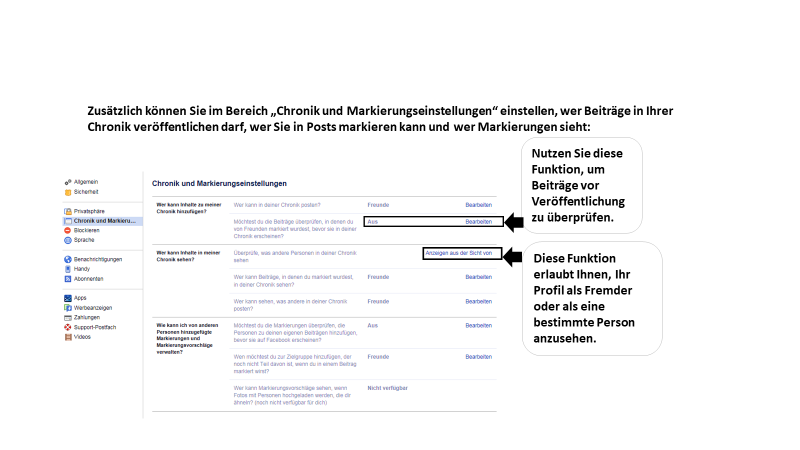 Zusätzlich können Sie im Bereich „Chronik und Markierungseinstellungen“ einstellen, wer Beiträge in Ihrer
Chronik veröffentlichen darf, wer Sie in Posts markieren kann und wer Markierungen sieht:
Nutzen Sie diese
Funktion, um
Beiträge vor
Veröffentlichung
zu überprüfen.
Diese Funktion
erlaubt Ihnen, Ihr
Profil als Fremder
oder als eine
bestimmte Person
anzusehen.
Allgemein
Sicherheit
Privatsphäre
Chronik und Markieru...
Blockieren
Sprache
Benachrichtigungen
Handy
Abonnenten
Apps
Werbeanzeigen
Zahlungen
Support-Postfach
Videos
Chronik und Markierungseinstellungen
Wer kann Inhalte zu meiner
Chronik hinzufügen?
Wer kann in deiner Chronik posten?
Freunde
Bearbeiten
Möchtest du die Beiträge überprüfen, in denen du
von Freunden markiert wurdest, bevor sie in deiner
Chronik erscheinen?
Aus
Bearbeiten
Wer kann Inhalte in meiner
Chronik sehen?
Überprüfe, was andere Personen in deiner Chronik
sehen
Anzeigen aus der Sicht von
Wer kann Beiträge, in denen du markiert wurdest,
in deiner Chronik sehen?
Freunde
Bearbeiten
Wer kann sehen, was andere in deiner Chronik
posten?
Freunde
Bearbeiten
Wie kann ich von anderen
Personen hinzugefügte
Markierungen und
Markierungsvorschläge
verwalten?
Möchtest du die Markierungen überprüfen, die
Personen zu deinen eigenen Beiträgen hinzufügen,
bevor sie auf Facebook erscheinen?
Aus
Bearbeiten
Wen möchtest du zur Zielgruppe hinzufügen, der
noch nicht Teil davon ist, wenn du in einem Beitrag
markiert wirst?
Freunde
Bearbeiten
Wer kann Markierungsvorschläge sehen, wenn
Fotos mit Personen hochgeladen werden, die dir
ähneln? (noch nicht verfügbar für dich)
Nicht verfügbar